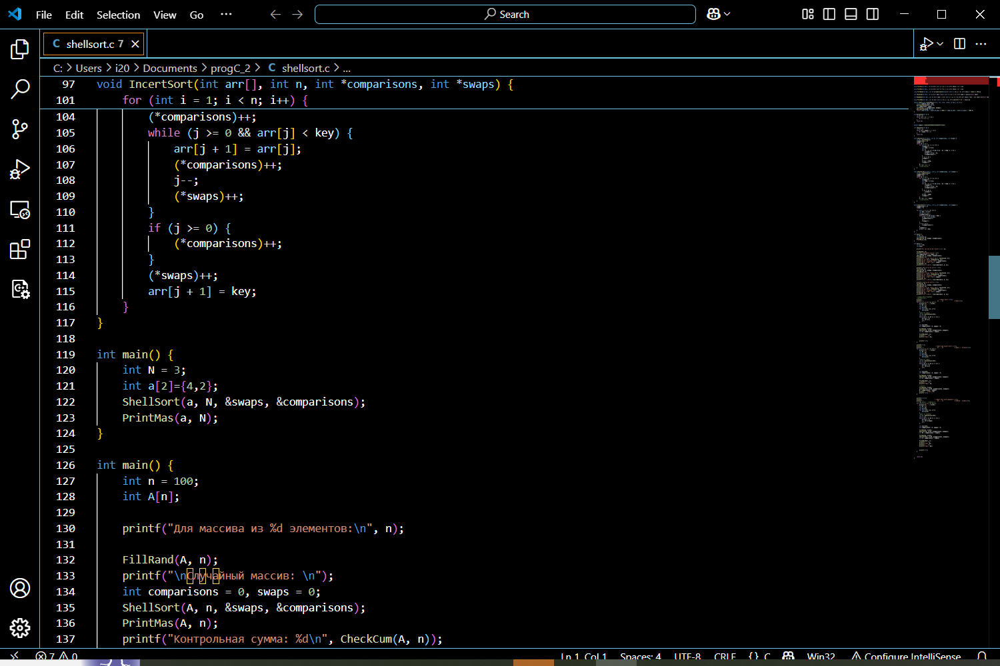 File Edit Selection View Go ... Search
C shellsort.c 7
C: > Users > i20 > Documents > progC_2 > C shellsort.c > ...
97 void IncertSort(int arr[], int n, int *comparisons, int *swaps) {
101 for (int i = 1; i < n; i++) {
104 (*comparisons)++;
105 while (j >= 0 && arr[j] < key) {
106 arr[j + 1] = arr[j];
107 (*comparisons)++;
108 j--;
109 (*swaps)++;
110 }
111 if (j >= 0) {
112 (*comparisons)++;
113 }
114 (*swaps)++;
115 arr[j + 1] = key;
116 }
117 }
118
119 int main() {
120 int N = 3;
121 int a[2]={4,2};
122 ShellSort(a, N, &swaps, &comparisons);
123 PrintMas(a, N);
124 }
125
126 int main() {
127 int n = 100;
128 int A[n];
129
130 printf("Для массива из %d элементов:\n", n);
131
132 FillRand(A, n);
133 printf("\nСлучайный массив: \n");
134 int comparisons = 0, swaps = 0;
135 ShellSort(A, n, &swaps, &comparisons);
136 PrintMas(A, n);
137 printf("Контрольная сумма: %d\n", CheckCum(A, n));
7 0 Ln 1, Col 1 Spaces: 4 UTF-8 CRLF {} C Win32 Configure IntelliSense